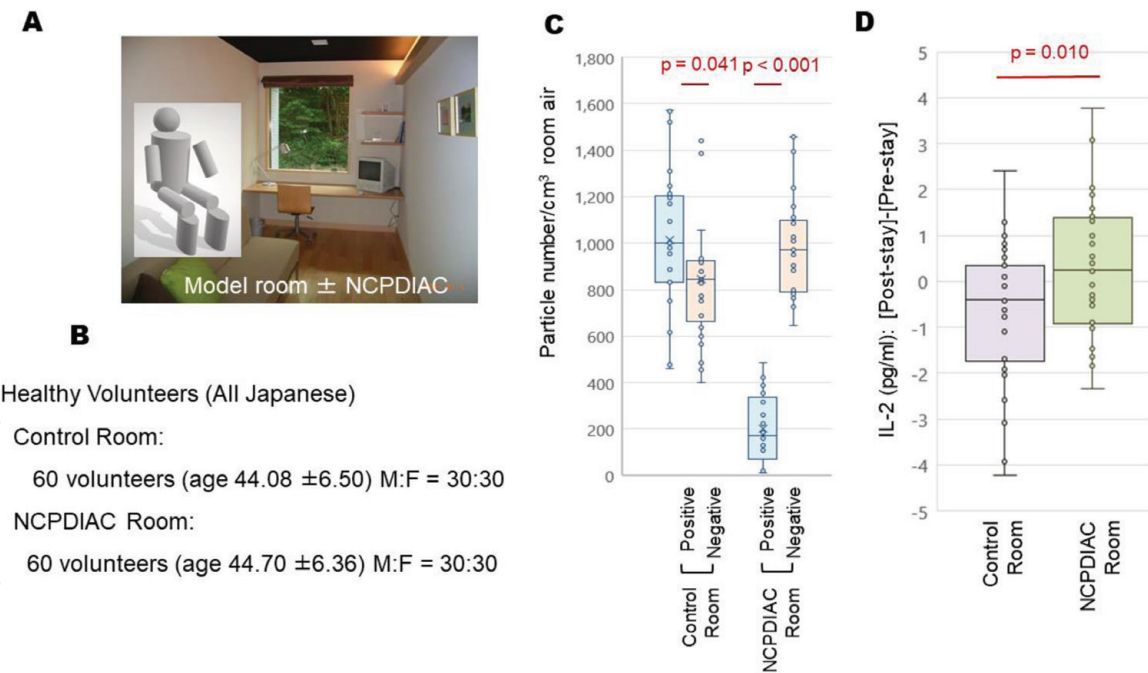 A
Model room ± NCPDIAC
B
Healthy Volunteers (All Japanese)
Control Room:
60 volunteers (age 44.08 ±6.50) M:F = 30:30
NCPDIAC Room:
60 volunteers (age 44.70 ±6.36) M:F = 30:30
C
p = 0.041 p < 0.001
Particle number/cm³ room air
1,800
1,600
1,400
1,200
1,000
800
600
400
200
0
Positive
Negative
Positive
Negative
Control
Room
NCPDIAC
Room
D
p = 0.010
IL-2 (pg/ml): [Post-stay]-[Pre-stay]
5
4
3
2
1
0
-1
-2
-3
-4
-5
Control
Room
NCPDIAC
Room